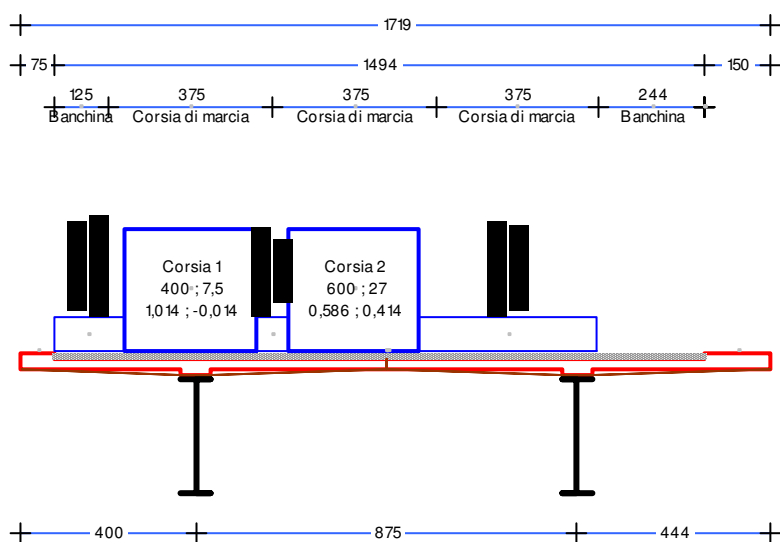 1719
75 1494 150
125 375 375 375 244
Banchina Corsia di marcia Corsia di marcia Corsia di marcia Banchina
Corsia 1
400 ; 7,5
1,014 ; -0,014
Corsia 2
600 ; 27
0,586 ; 0,414
400 875 444